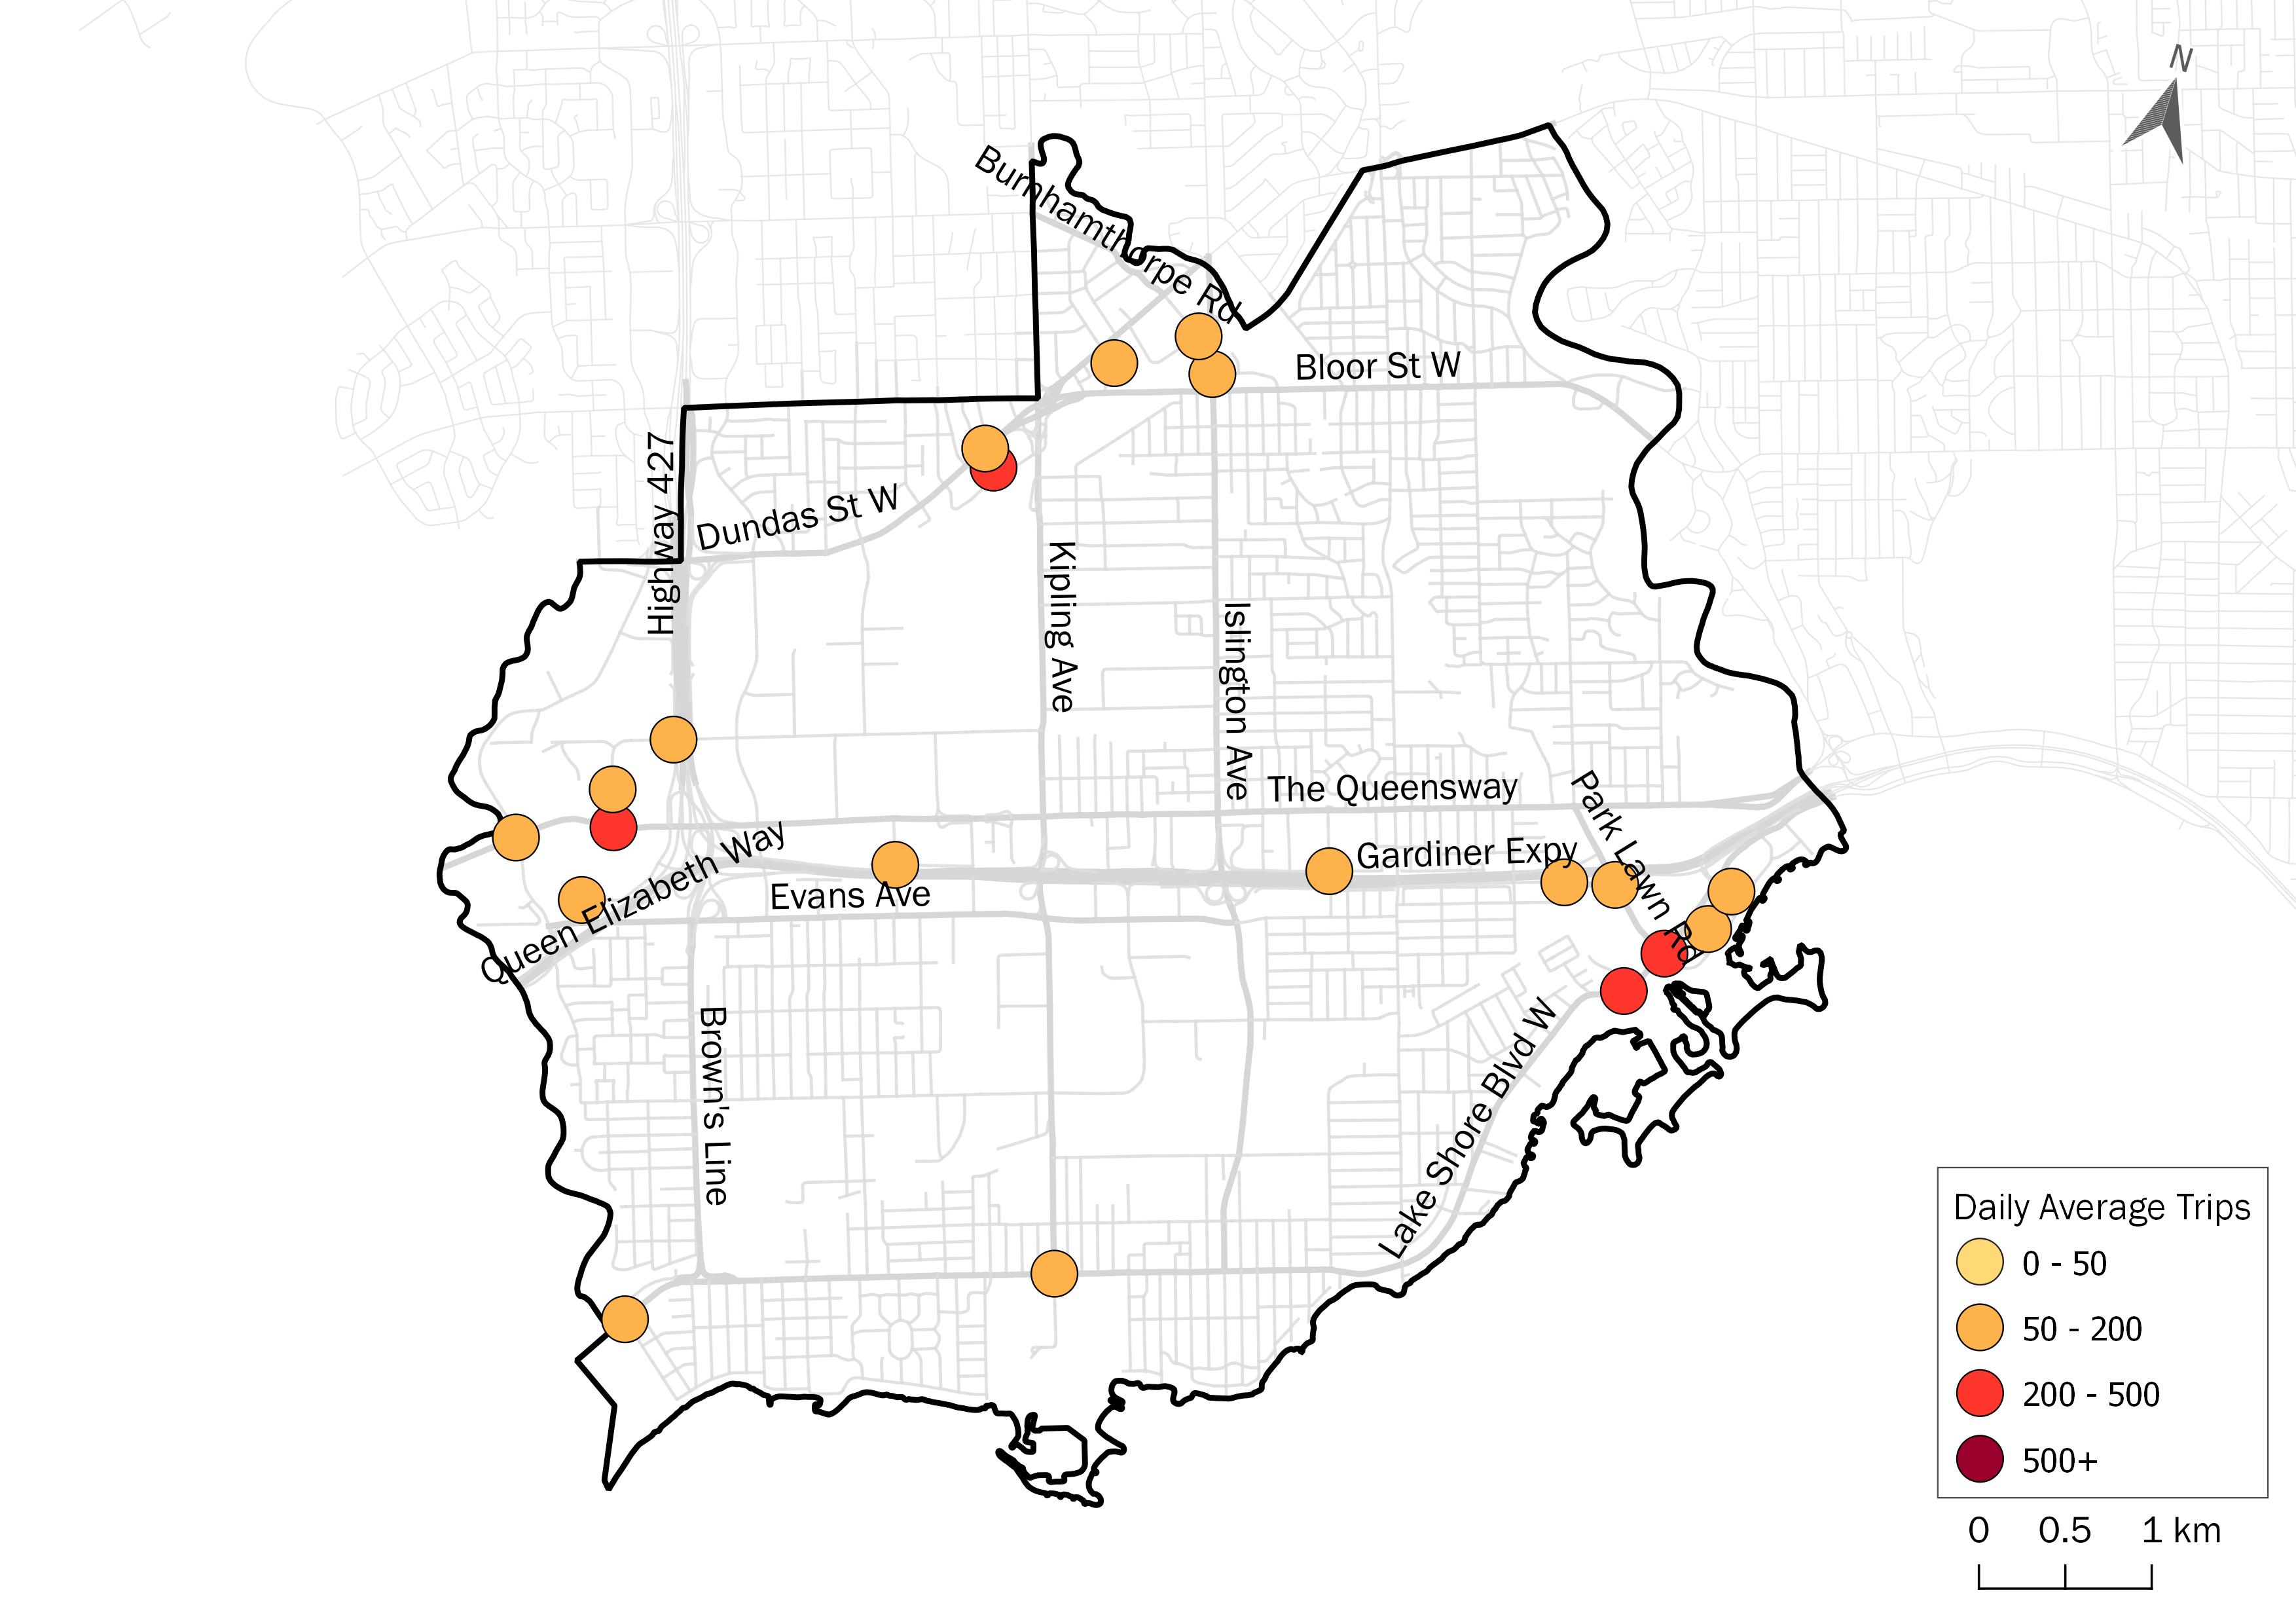 N
Burnhamthorpe Rd
Bloor St W
Highway 427
Dundas St W
Kipling Ave
Islington Ave
The Queensway
Park Lawn Rd
Gardiner Expy
Queen Elizabeth Way
Evans Ave
Brown's Line
Lake Shore Blvd W
Daily Average Trips
0 - 50
50 - 200
200 - 500
500+
0 0.5 1 km